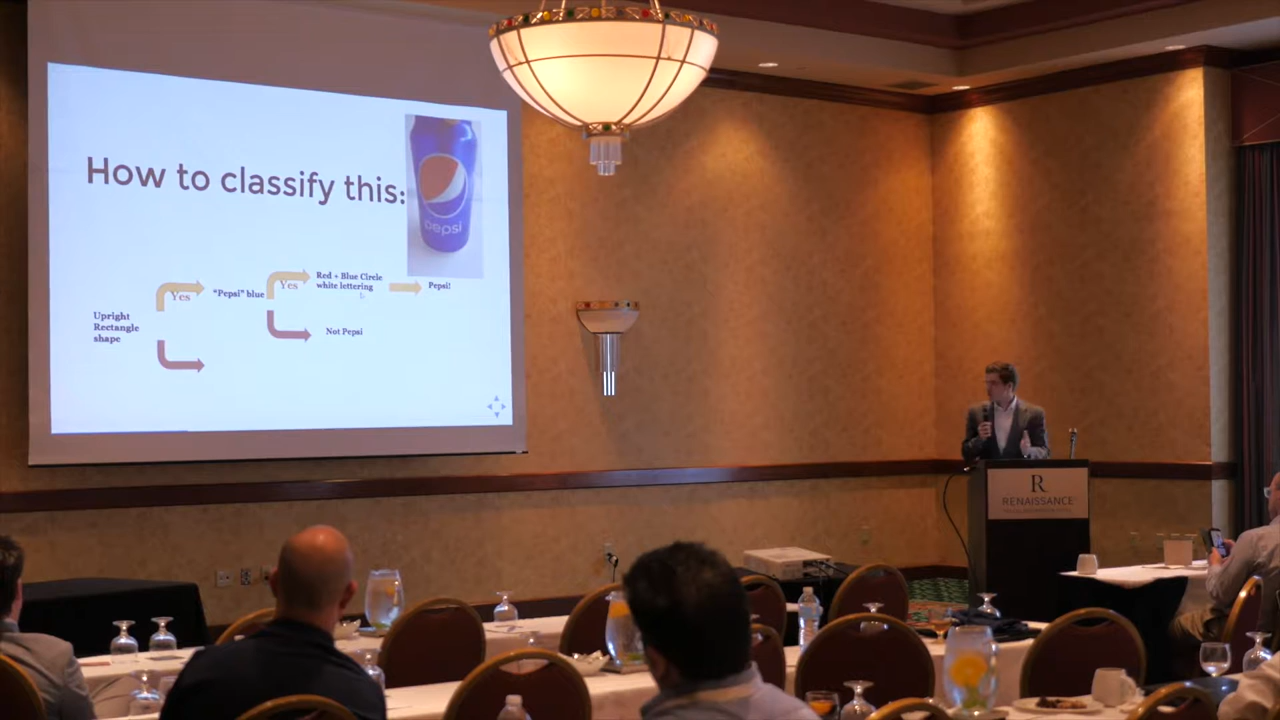 How to classify this:
pepsi
Yes
"Pepsi" blue
Yes
Red + Blue Circle
white lettering
Pepsi!
Upright
Rectangle
shape
Not Pepsi
R
RENAISSANCE